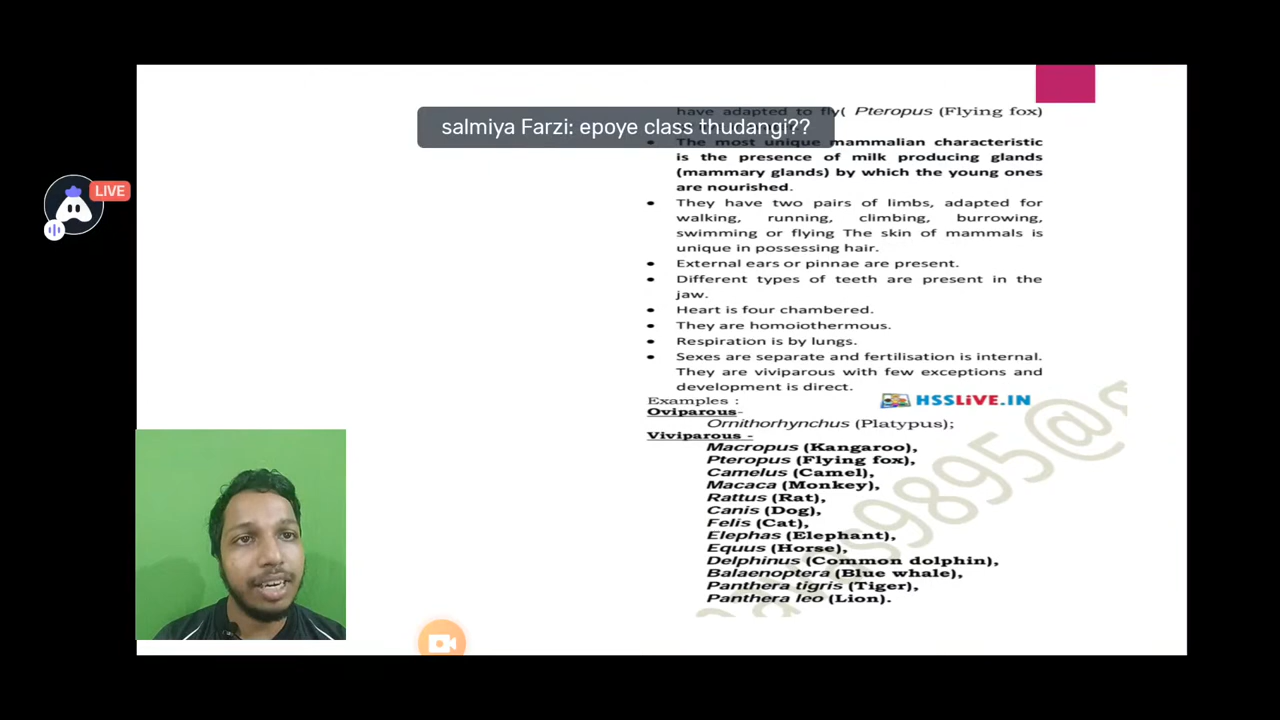 have adapted to fly( Pteropus (Flying fox)
salmiya Farzi: epoye class thudangi??
• The most unique mammalian characteristic
is the presence of milk producing glands
(mammary glands) by which the young ones
are nourished.
LIVE
• They have two pairs of limbs, adapted for
walking, running, climbing, burrowing,
swimming or flying The skin of mammals is
unique in possessing hair.
• External ears or pinnae are present.
• Different types of teeth are present in the
jaw.
• Heart is four chambered.
• They are homoiothermous.
• Respiration is by lungs.
• Sexes are separate and fertilisation is internal.
They are viviparous with few exceptions and
development is direct.
Examples :
HSSLiVE.IN
Oviparous-
Ornithorhynchus (Platypus);
Viviparous -
Macropus (Kangaroo),
Pteropus (Flying fox),
Camelus (Camel),
Macaca (Monkey),
Rattus (Rat),
Canis (Dog),
Felis (Cat),
Elephas (Elephant),
Equus (Horse),
Delphinus (Common dolphin),
Balaenoptera (Blue whale),
Panthera tigris (Tiger),
Panthera leo (Lion).